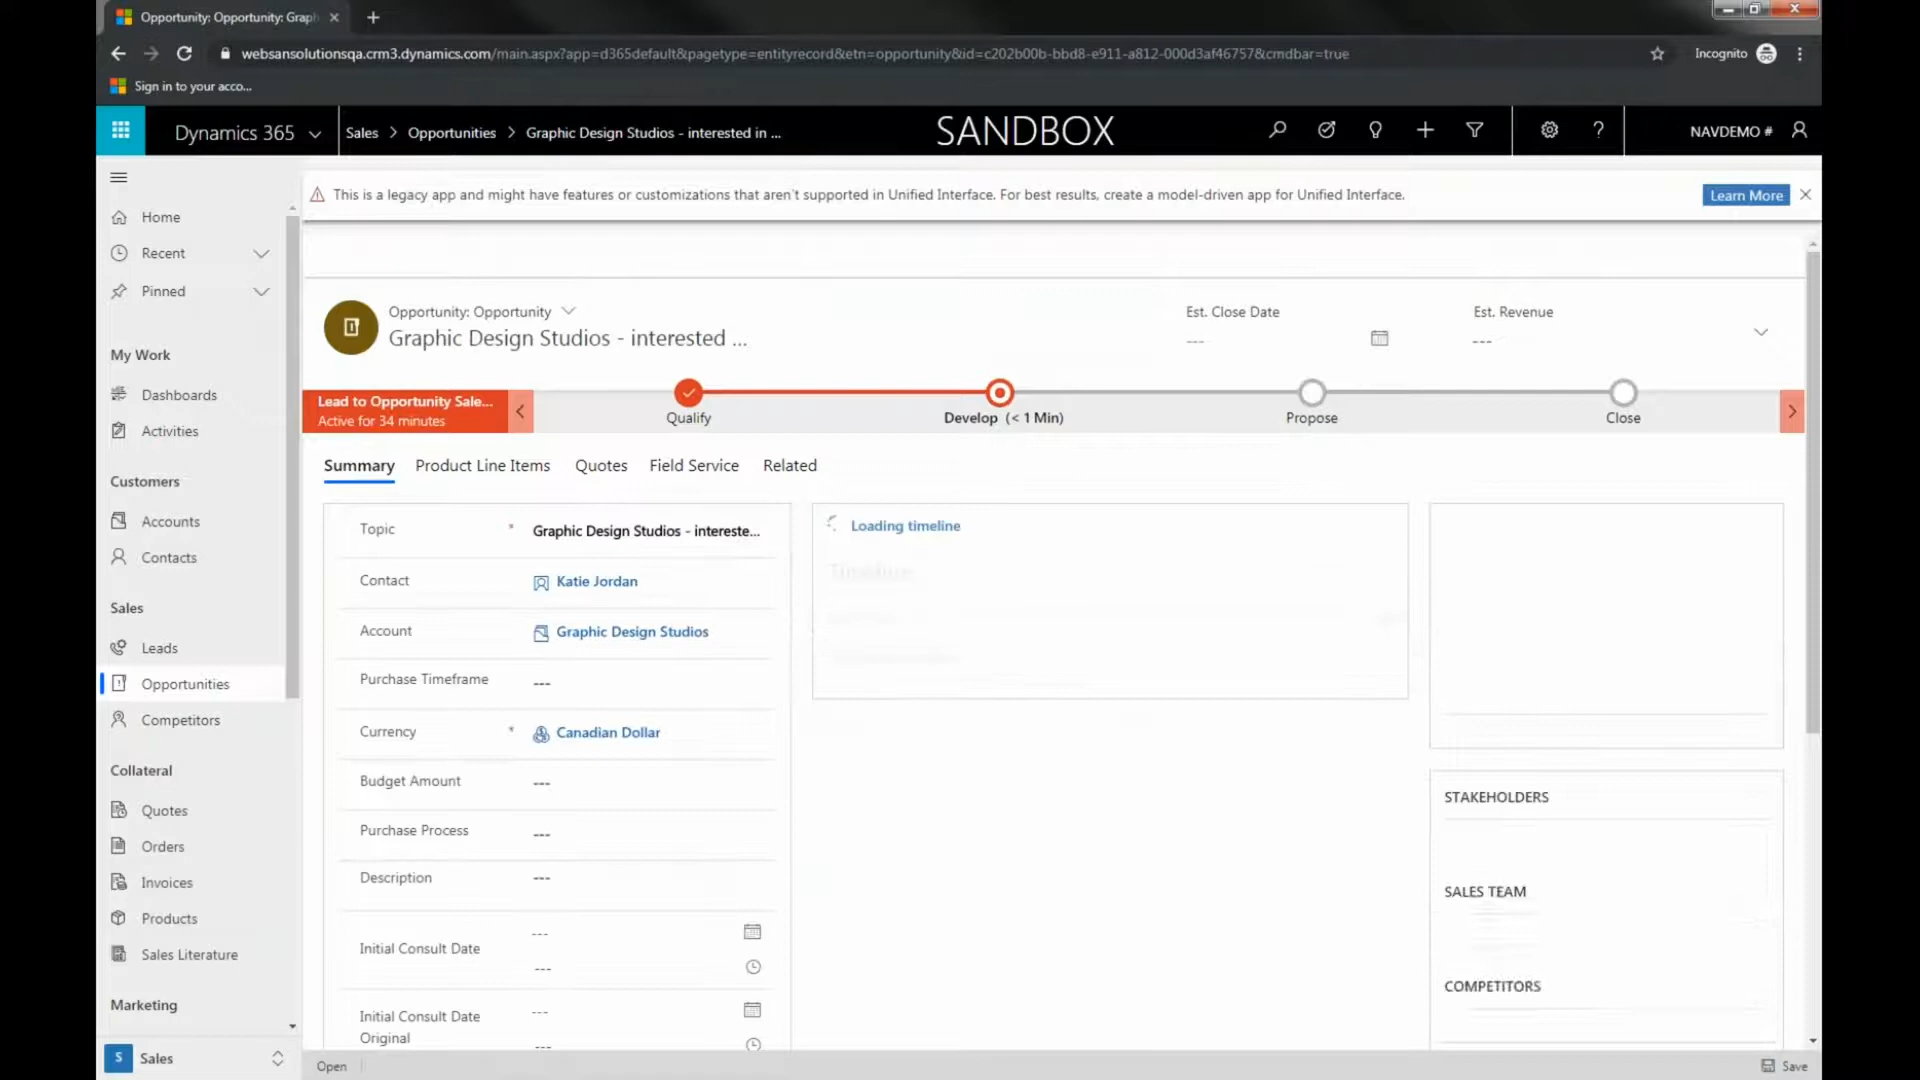 Opportunity: Opportunity: Grap
websansolutionsqa.crm3.dynamics.com/main.aspx?app=d365default&pagetype=entityrecord&etn=opportunity&id=c202b00b-bbd8-e911-a812-000d3af46757&cmdbar=true
Incognito
Sign in to your acco...
Dynamics 365
Sales > Opportunities > Graphic Design Studios - interested in ...
SANDBOX
NAVDEMO #
This is a legacy app and might have features or customizations that aren't supported in Unified Interface. For best results, create a model-driven app for Unified Interface.
Learn More
Home
Recent
Pinned
My Work
Dashboards
Activities
Customers
Accounts
Contacts
Sales
Leads
Opportunities
Competitors
Collateral
Quotes
Orders
Invoices
Products
Sales Literature
Marketing
S Sales
Opportunity: Opportunity
Graphic Design Studios - interested ...
Est. Close Date
---
Est. Revenue
---
Lead to Opportunity Sale...
Active for 34 minutes
Qualify
Develop (< 1 Min)
Propose
Close
Summary
Product Line Items
Quotes
Field Service
Related
Topic * Graphic Design Studios - intereste...
Contact Katie Jordan
Account Graphic Design Studios
Purchase Timeframe ---
Currency * Canadian Dollar
Budget Amount ---
Purchase Process ---
Description ---
Initial Consult Date
---
---
Initial Consult Date
Original
---
---
Loading timeline
Timeline
STAKEHOLDERS
SALES TEAM
COMPETITORS
Open
Save